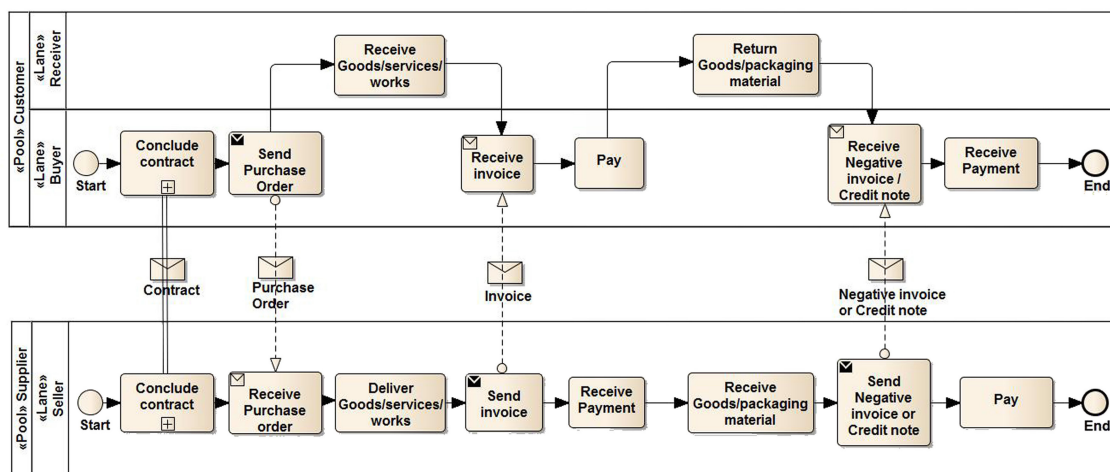 «Pool» Customer
«Lane»
Receiver
Receive
Goods/services/
works
Return
Goods/packaging
material
«Lane»
Buyer
Start
Conclude
contract
Send
Purchase
Order
Receive
invoice
Pay
Receive
Negative
invoice /
Credit note
Receive
Payment
End
Contract
Purchase
Order
Invoice
Negative invoice
or Credit note
«Pool» Supplier
«Lane»
Seller
Start
Conclude
contract
Receive
Purchase
order
Deliver
Goods/services/
works
Send
invoice
Receive
Payment
Receive
Goods/packaging
material
Send
Negative
invoice or
Credit note
Pay
End